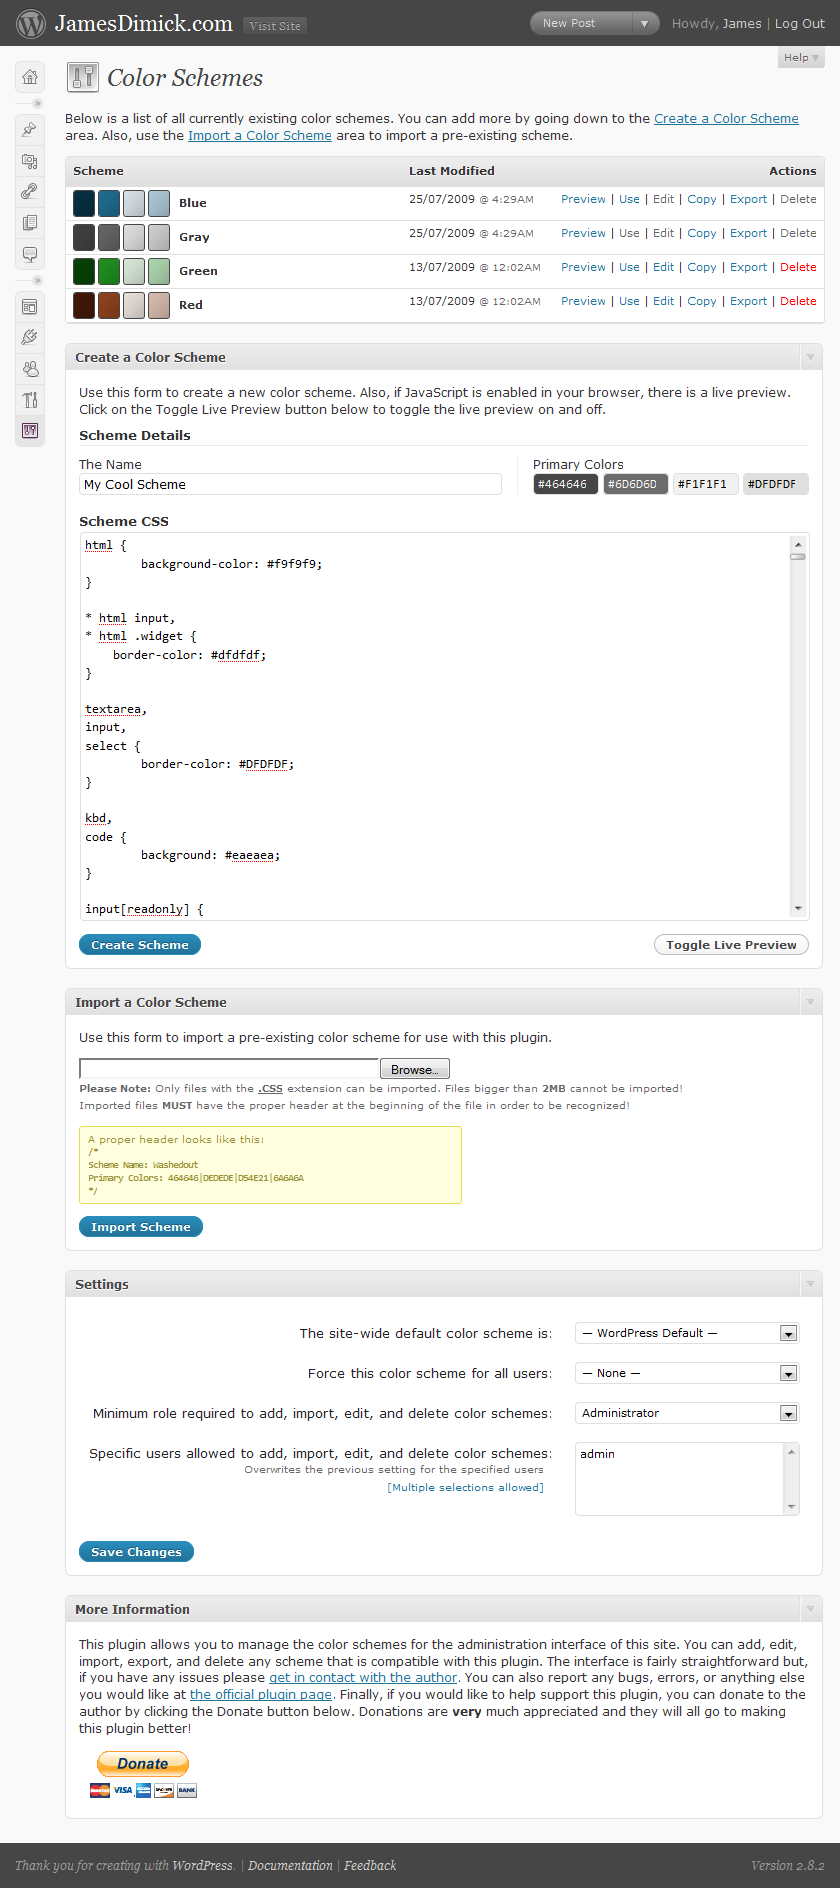 JamesDimick.com Visit Site New Post Howdy, James | Log Out
Help
Color Schemes
Below is a list of all currently existing color schemes. You can add more by going down to the Create a Color Scheme
area. Also, use the Import a Color Scheme area to import a pre-existing scheme.
Scheme Last Modified Actions
Blue 25/07/2009 @ 4:29AM Preview | Use | Edit | Copy | Export | Delete
Gray 25/07/2009 @ 4:29AM Preview | Use | Edit | Copy | Export | Delete
Green 13/07/2009 @ 12:02AM Preview | Use | Edit | Copy | Export | Delete
Red 13/07/2009 @ 12:02AM Preview | Use | Edit | Copy | Export | Delete
Create a Color Scheme
Use this form to create a new color scheme. Also, if JavaScript is enabled in your browser, there is a live preview.
Click on the Toggle Live Preview button below to toggle the live preview on and off.
Scheme Details
The Name Primary Colors
My Cool Scheme #464646 #6D6D6D #F1F1F1 #DFDFDF
Scheme CSS
html {
background-color: #f9f9f9;
}
* html input,
* html .widget {
border-color: #dfdfdf;
}
textarea,
input,
select {
border-color: #DFDFDF;
}
kbd,
code {
background: #eaeaea;
}
input[readonly] {
Create Scheme Toggle Live Preview
Import a Color Scheme
Use this form to import a pre-existing color scheme for use with this plugin.
Browse...
Please Note: Only files with the .CSS extension can be imported. Files bigger than 2MB cannot be imported!
Imported files MUST have the proper header at the beginning of the file in order to be recognized!
A proper header looks like this:
/*
Scheme Name: Washedout
Primary Colors: 464646|DEDEDE|D54E21|6A6A6A
*/
Import Scheme
Settings
The site-wide default color scheme is: — WordPress Default —
Force this color scheme for all users: — None —
Minimum role required to add, import, edit, and delete color schemes: Administrator
Specific users allowed to add, import, edit, and delete color schemes: admin
Overwrites the previous setting for the specified users
[Multiple selections allowed]
Save Changes
More Information
This plugin allows you to manage the color schemes for the administration interface of this site. You can add, edit,
import, export, and delete any scheme that is compatible with this plugin. The interface is fairly straightforward but,
if you have any issues please get in contact with the author. You can also report any bugs, errors, or anything else
you would like at the official plugin page. Finally, if you would like to help support this plugin, you can donate to the
author by clicking the Donate button below. Donations are very much appreciated and they will all go to making
this plugin better!
Donate
VISA BANK
Thank you for creating with WordPress. | Documentation | Feedback Version 2.8.2